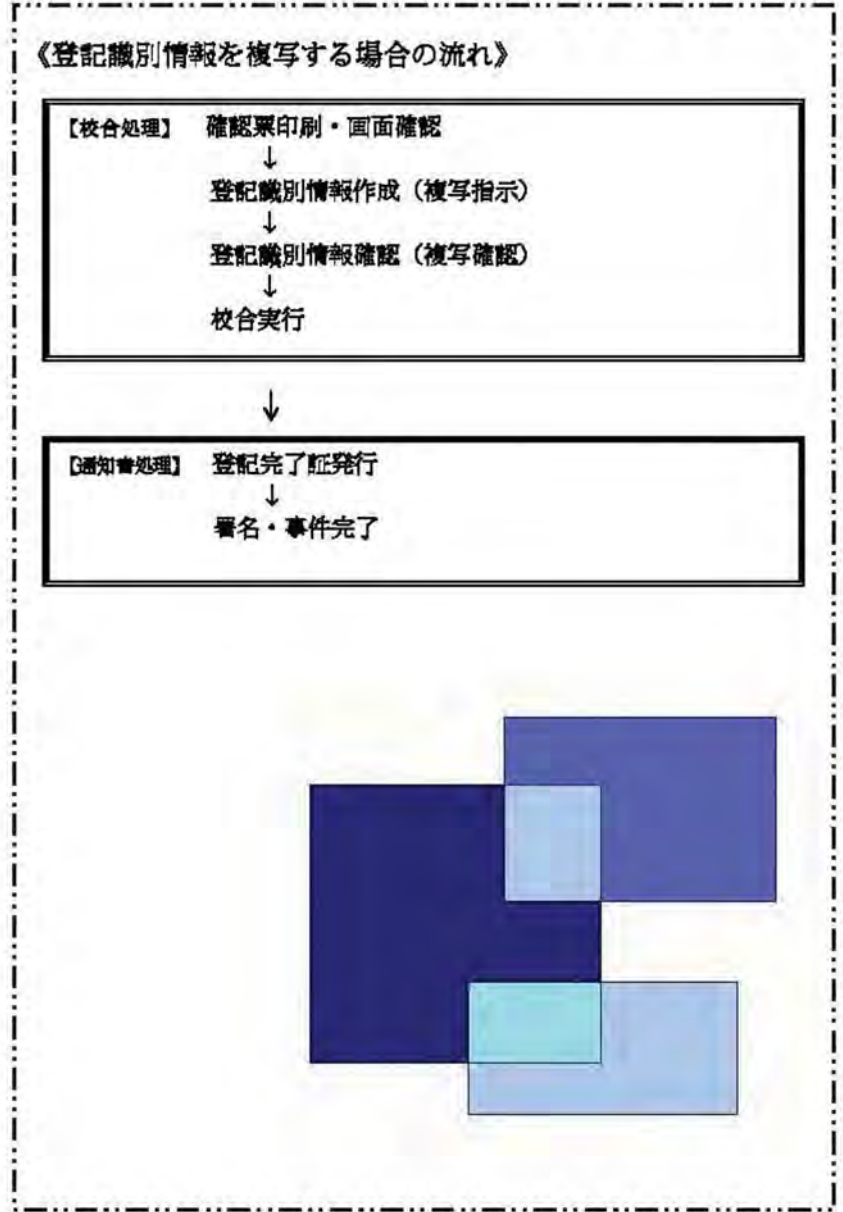 《登記識別情報を複写する場合の流れ》
【校合処理】 確認票印刷・画面確認
↓
登記識別情報作成（複写指示）
↓
登記識別情報確認（複写確認）
↓
校合実行
↓
【通知書処理】 登記完了証発行
↓
署名・事件完了